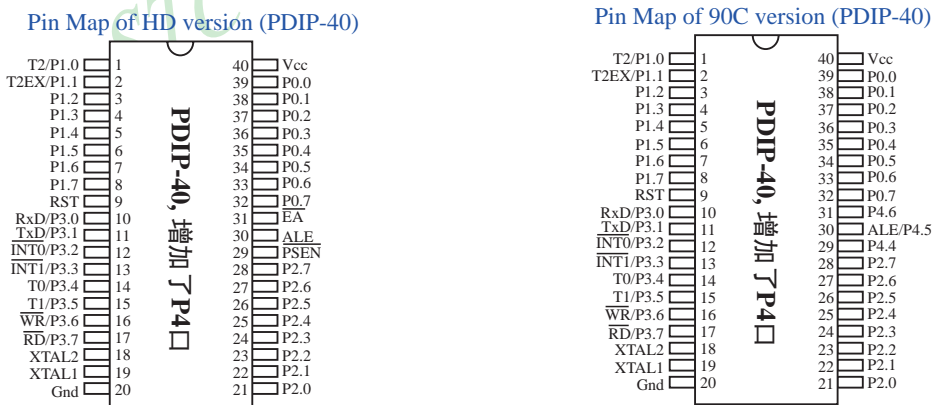 Pin Map of HD version (PDIP-40)
T2/P1.0 1 40 Vcc
T2EX/P1.1 2 39 P0.0
P1.2 3 38 P0.1
P1.3 4 37 P0.2
P1.4 5 36 P0.3
P1.5 6 35 P0.4
P1.6 7 34 P0.5
P1.7 8 33 P0.6
RST 9 32 P0.7
RxD/P3.0 10 31 E̅A̅
TxD/P3.1 11 30 ALE
I̅N̅T̅0̅/P3.2 12 29 P̅S̅E̅N̅
I̅N̅T̅1̅/P3.3 13 28 P2.7
T0/P3.4 14 27 P2.6
T1/P3.5 15 26 P2.5
W̅R̅/P3.6 16 25 P2.4
R̅D̅/P3.7 17 24 P2.3
XTAL2 18 23 P2.2
XTAL1 19 22 P2.1
Gnd 20 21 P2.0
PDIP-40, 增加了P4口
Pin Map of 90C version (PDIP-40)
T2/P1.0 1 40 Vcc
T2EX/P1.1 2 39 P0.0
P1.2 3 38 P0.1
P1.3 4 37 P0.2
P1.4 5 36 P0.3
P1.5 6 35 P0.4
P1.6 7 34 P0.5
P1.7 8 33 P0.6
RST 9 32 P0.7
RxD/P3.0 10 31 P4.6
TxD/P3.1 11 30 ALE/P4.5
I̅N̅T̅0̅/P3.2 12 29 P4.4
I̅N̅T̅1̅/P3.3 13 28 P2.7
T0/P3.4 14 27 P2.6
T1/P3.5 15 26 P2.5
W̅R̅/P3.6 16 25 P2.4
R̅D̅/P3.7 17 24 P2.3
XTAL2 18 23 P2.2
XTAL1 19 22 P2.1
Gnd 20 21 P2.0
PDIP-40, 增加了P4口